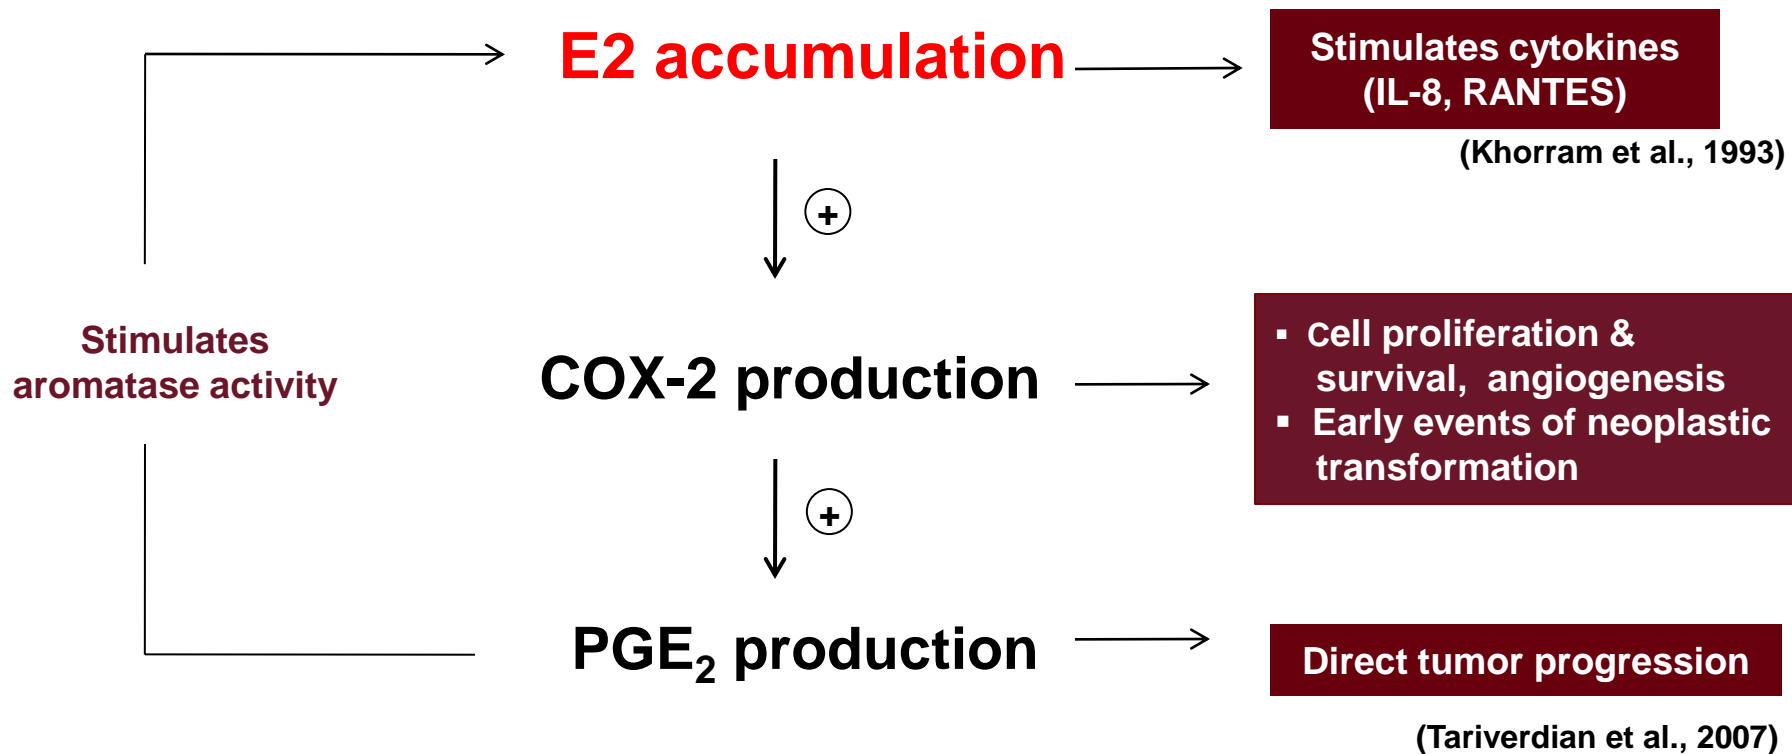 E2 accumulation
Stimulates cytokines
(IL-8, RANTES)
(Khorram et al., 1993)
+
Stimulates
aromatase activity
COX-2 production
▪ Cell proliferation &
survival, angiogenesis
▪ Early events of neoplastic
transformation
+
PGE₂ production
Direct tumor progression
(Tariverdian et al., 2007)